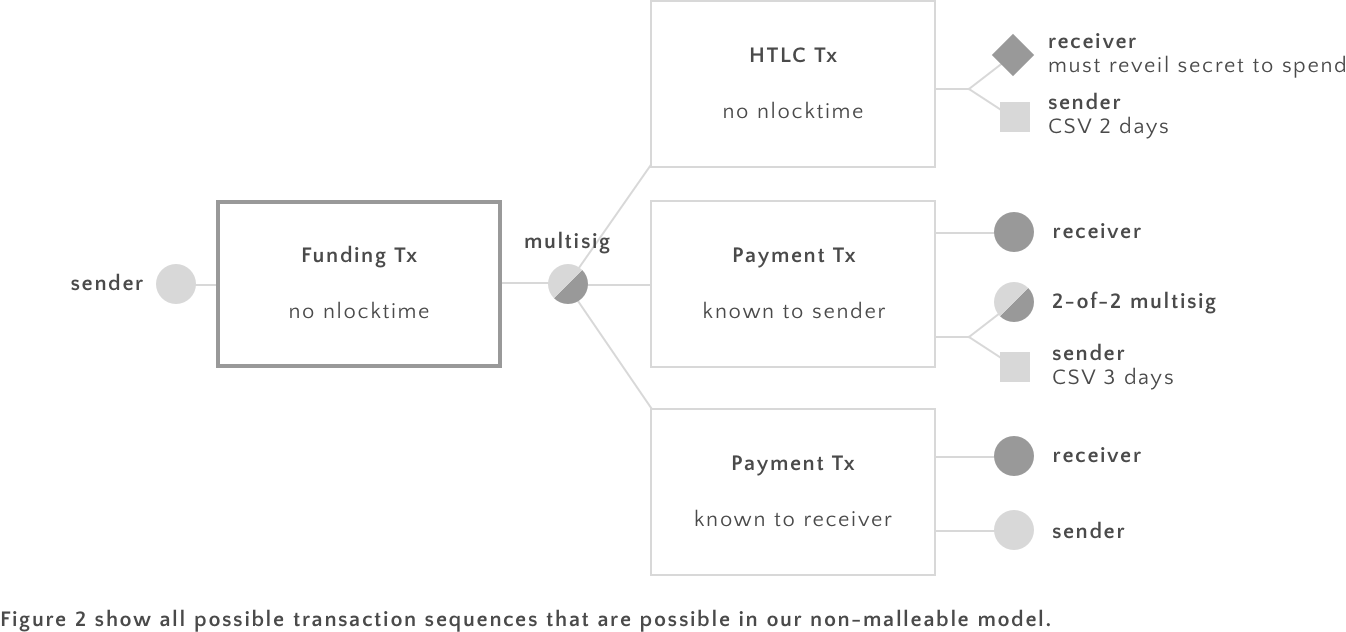 HTLC Tx
no nlocktime
receiver
must reveil secret to spend
sender
CSV 2 days
sender
Funding Tx
no nlocktime
multisig
Payment Tx
known to sender
receiver
2-of-2 multisig
sender
CSV 3 days
Payment Tx
known to receiver
receiver
sender
Figure 2 show all possible transaction sequences that are possible in our non-malleable model.